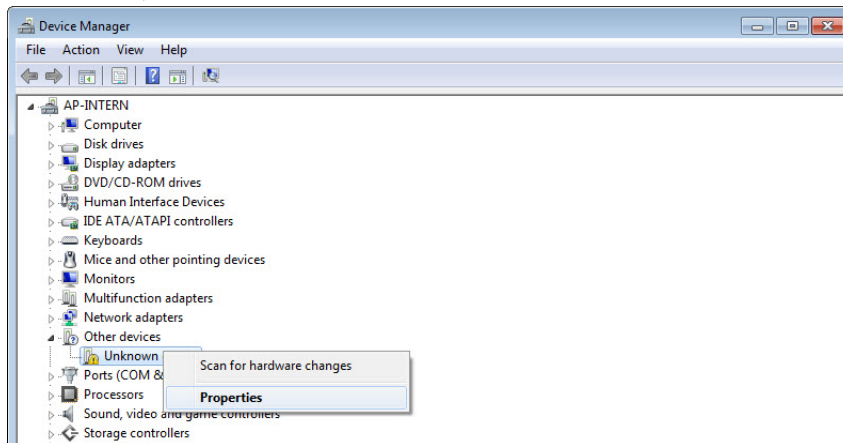 Device Manager
File Action View Help
AP-INTERN
Computer
Disk drives
Display adapters
DVD/CD-ROM drives
Human Interface Devices
IDE ATA/ATAPI controllers
Keyboards
Mice and other pointing devices
Monitors
Multifunction adapters
Network adapters
Other devices
Unknown
Scan for hardware changes
Ports (COM &
Properties
Processors
Sound, video and game controllers
Storage controllers